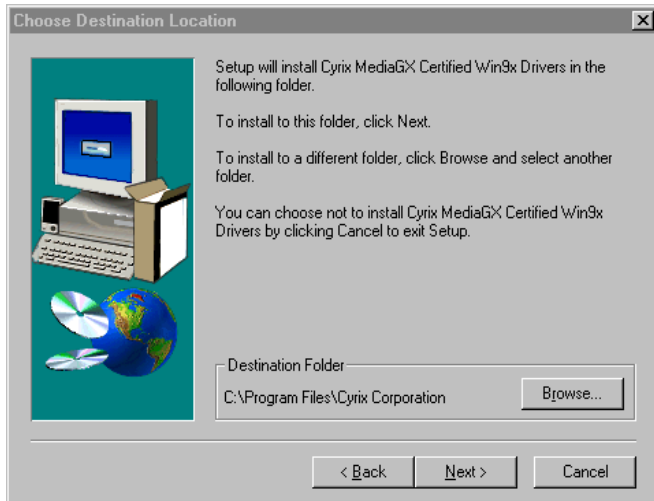 Choose Destination Location
Setup will install Cyrix MediaGX Certified Win9x Drivers in the
following folder.
To install to this folder, click Next.
To install to a different folder, click Browse and select another
folder.
You can choose not to install Cyrix MediaGX Certified Win9x
Drivers by clicking Cancel to exit Setup.
Destination Folder
C:\Program Files\Cyrix Corporation
Browse...
< Back
Next >
Cancel